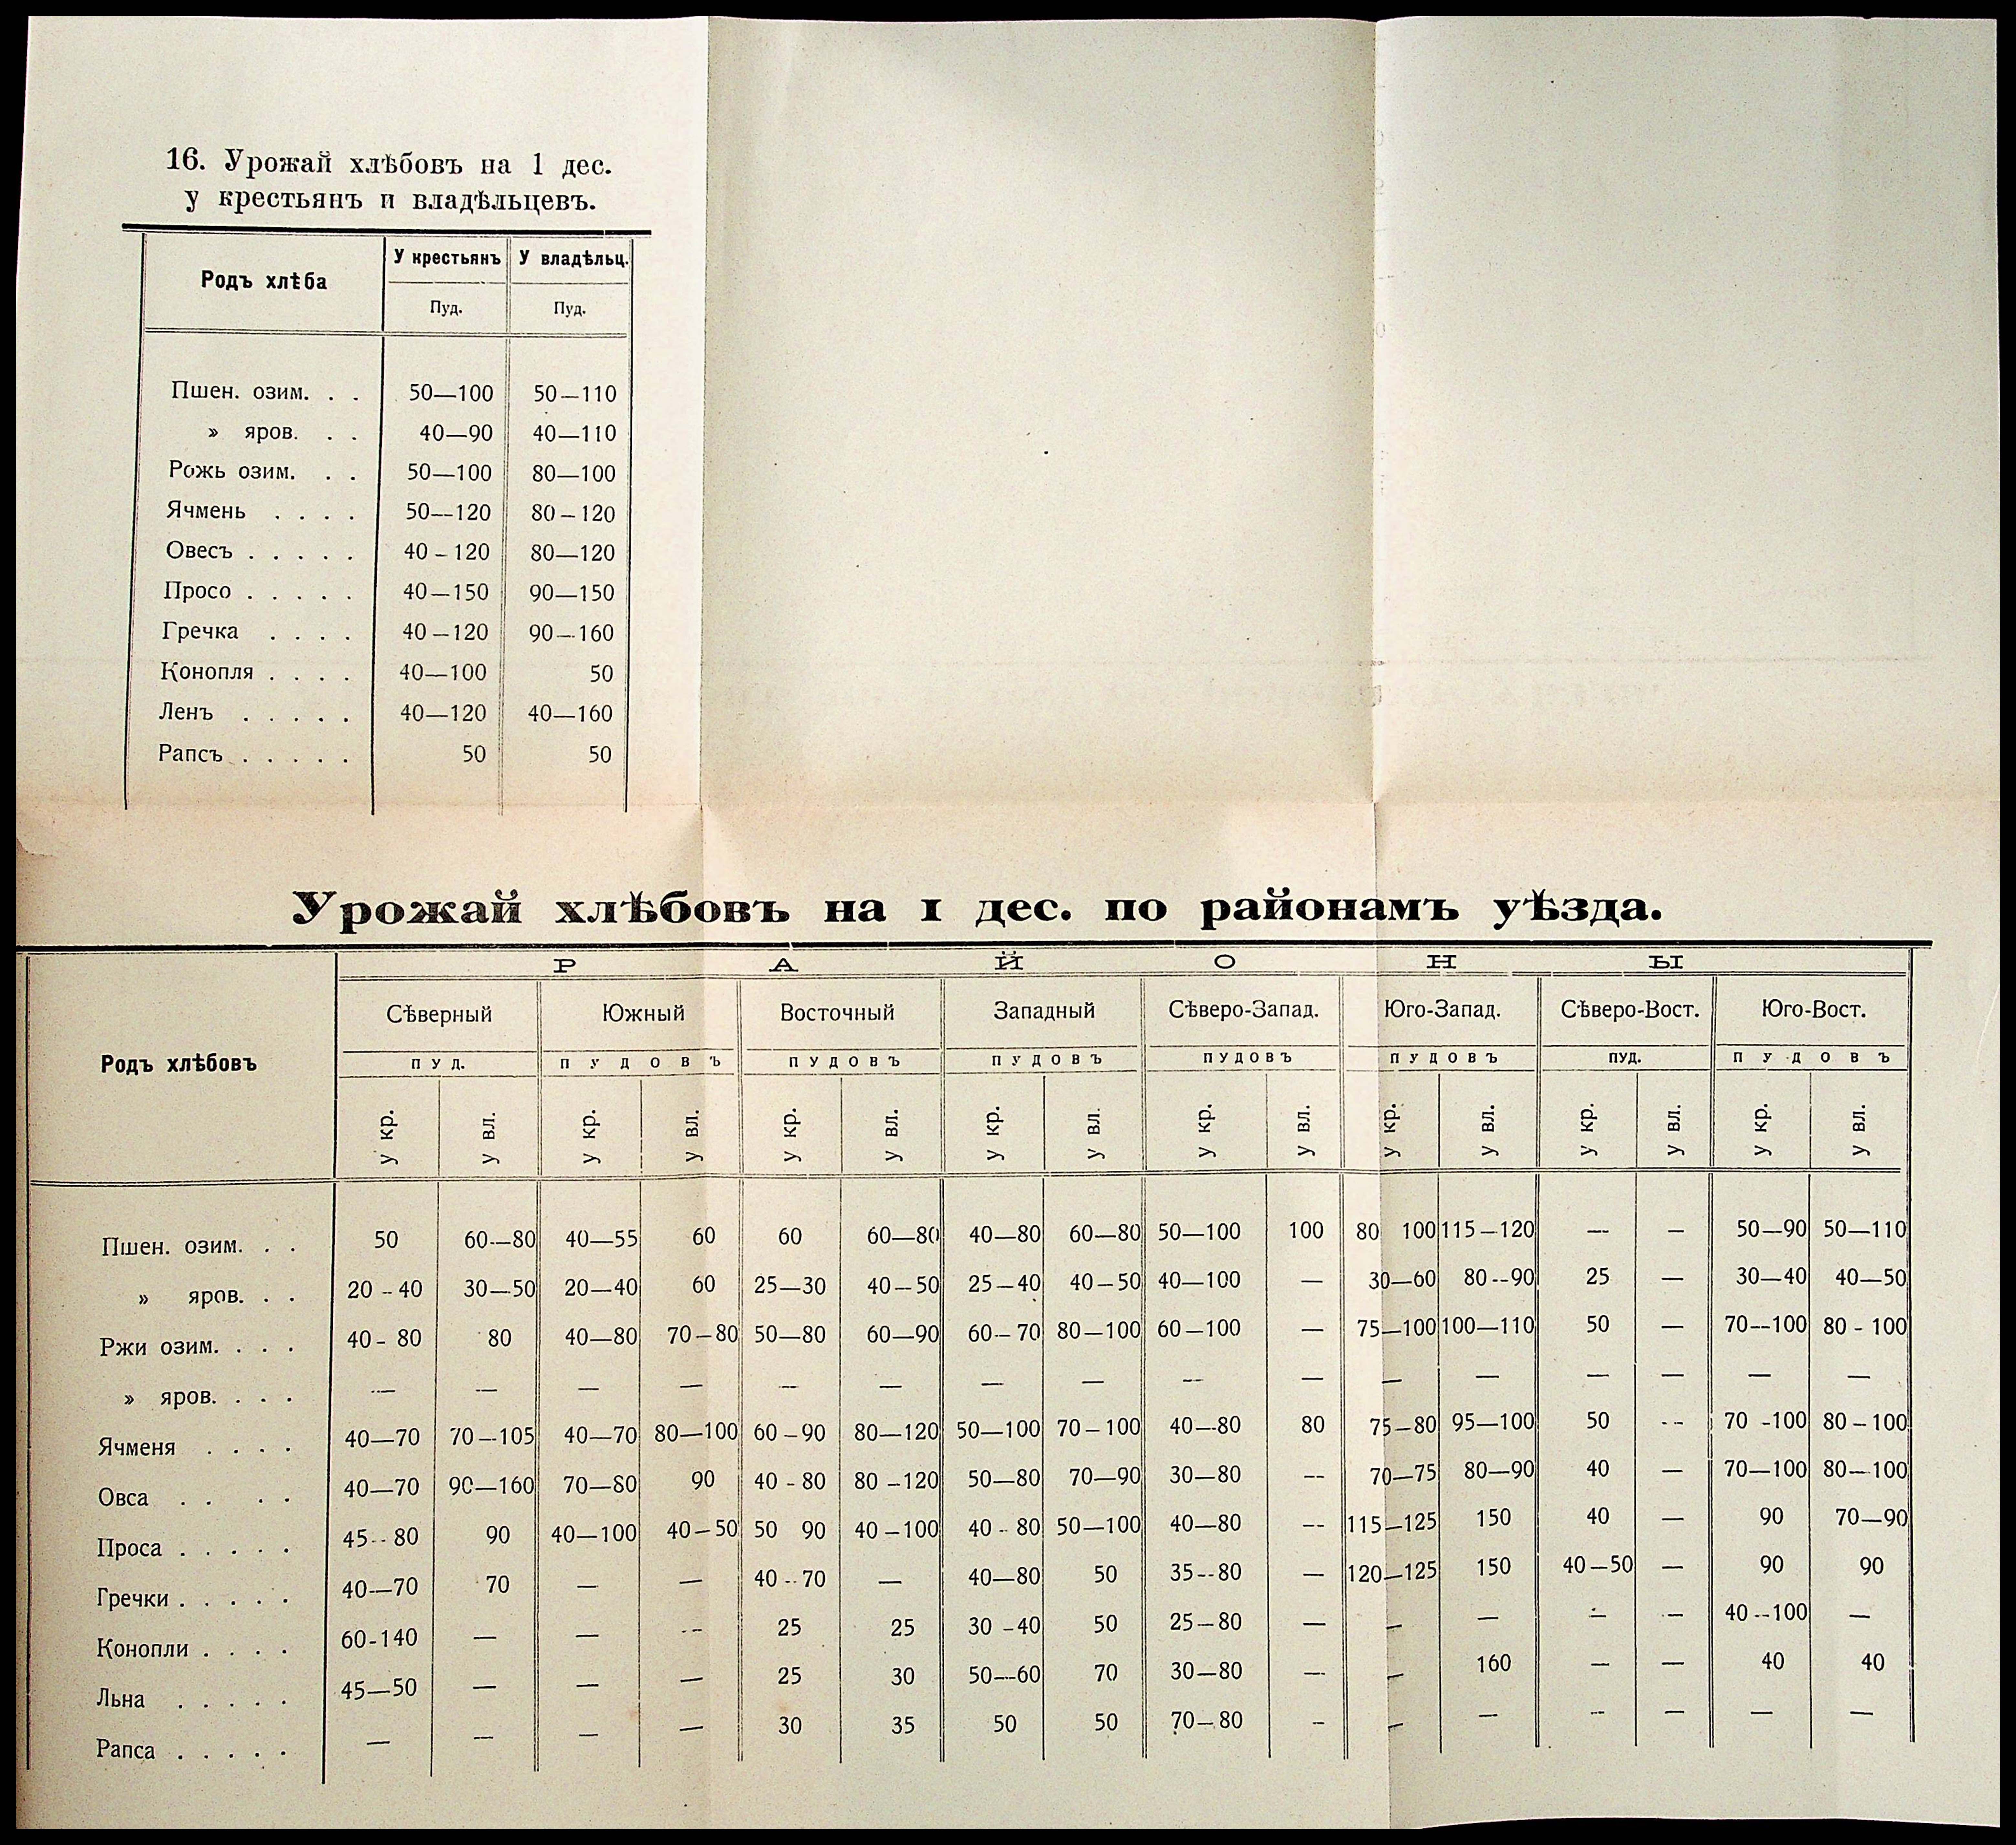 16. Урожай хлѣбовъ на 1 дес.
у крестьянъ и владѣльцевъ.
Родъ хлѣба У крестьянъ У владѣльц.
Пуд. Пуд.
Пшен. озим. . . 50—100 50—110
» яров. . . 40—90 40—110
Рожь озим. . . 50—100 80—100
Ячмень . . . . 50—120 80—120
Овесъ . . . . . 40—120 80—120
Просо . . . . . 40—150 90—150
Гречка . . . . 40—120 90—160
Конопля . . . . 40—100 50
Ленъ . . . . . 40—120 40—160
Рапсъ . . . . . 50 50
Урожай хлѣбовъ на 1 дес. по районамъ уѣзда.
Родъ хлѣбовъ РАЙОНЫ
Сѣверный Южный Восточный Западный Сѣверо-Запад. Юго-Запад. Сѣверо-Вост. Юго-Вост.
ПУД. ПУДОВЪ ПУДОВЪ ПУДОВЪ ПУДОВЪ ПУДОВЪ ПУД. ПУДОВЪ
у кр. у вл. у кр. у вл. у кр. у вл. у кр. у вл. у кр. у вл. у кр. у вл. у кр. у вл. у кр. у вл.
Пшен. озим. . . 50 60—80 40—55 60 60 60—80 40—80 60—80 50—100 100 80 100 115—120 — — 50—90 50—110
» яров. . . 20—40 30—50 20—40 60 25—30 40—50 25—40 40—50 40—100 — 30—60 80—90 25 — 30—40 40—50
Ржи озим. . . . 40-80 80 40—80 70—80 50—80 60—90 60—70 80—100 60—100 — 75—100 100—110 50 — 70—100 80-100
» яров. . . . — — — — — — — — — — — — — — — —
Ячменя . . . . 40—70 70—105 40—70 80—100 60—90 80—120 50—100 70—100 40—80 80 75—80 95—100 50 — 70-100 80—100
Овса . . . . 40—70 90—160 70—80 90 40-80 80—120 50—80 70—90 30—80 — 70—75 80—90 40 — 70—100 80—100
Проса . . . . . 45—80 90 40—100 40—50 50 90 40—100 40-80 50—100 40—80 — 115—125 150 40 — 90 70—90
Гречки . . . . . 40—70 70 — — 40—70 — 40—80 50 35—80 — 120—125 150 40—50 — 90 90
Конопли . . . . 60-140 — — — 25 25 30—40 50 25—80 — — — — — 40—100 —
Льна . . . . . 45—50 — — — 25 30 50—60 70 30—80 — — 160 — — 40 40
Рапса . . . . . — — — — 30 35 50 50 70—80 — — — — — — —